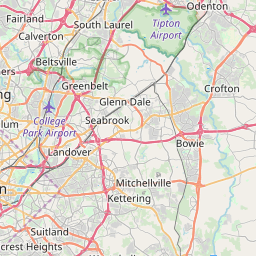 Fairland
South Laurel
Tipton
Airport
Odenton
Calverton
Beltsville
Greenbelt
Glenn Dale
Crofton
College
Park Airport
Seabrook
Landover
Bowie
Mitchellville
Kettering
Suitland
crest Heights